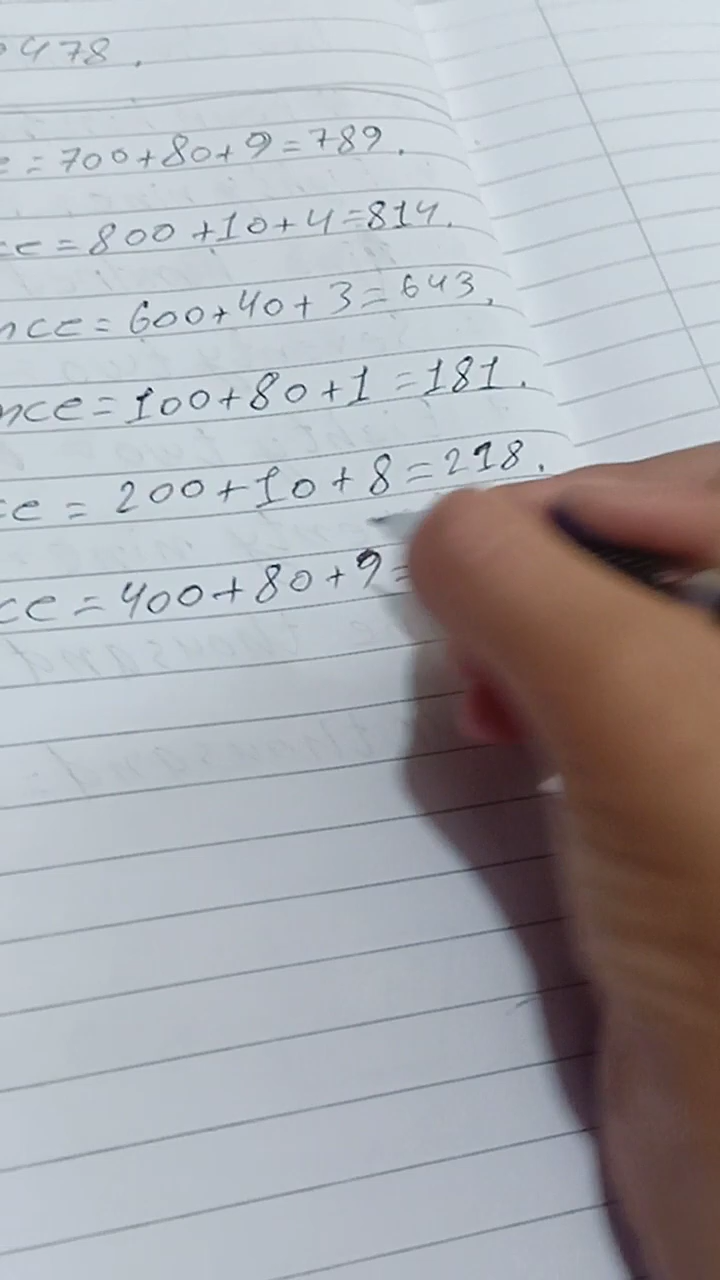 478.
= 700+80+9=789.
ce = 800+10+4=814.
nce = 600+40+3=643.
nce = 100+80+1=181.
ce = 200+10+8=218.
ce = 400+80+9=